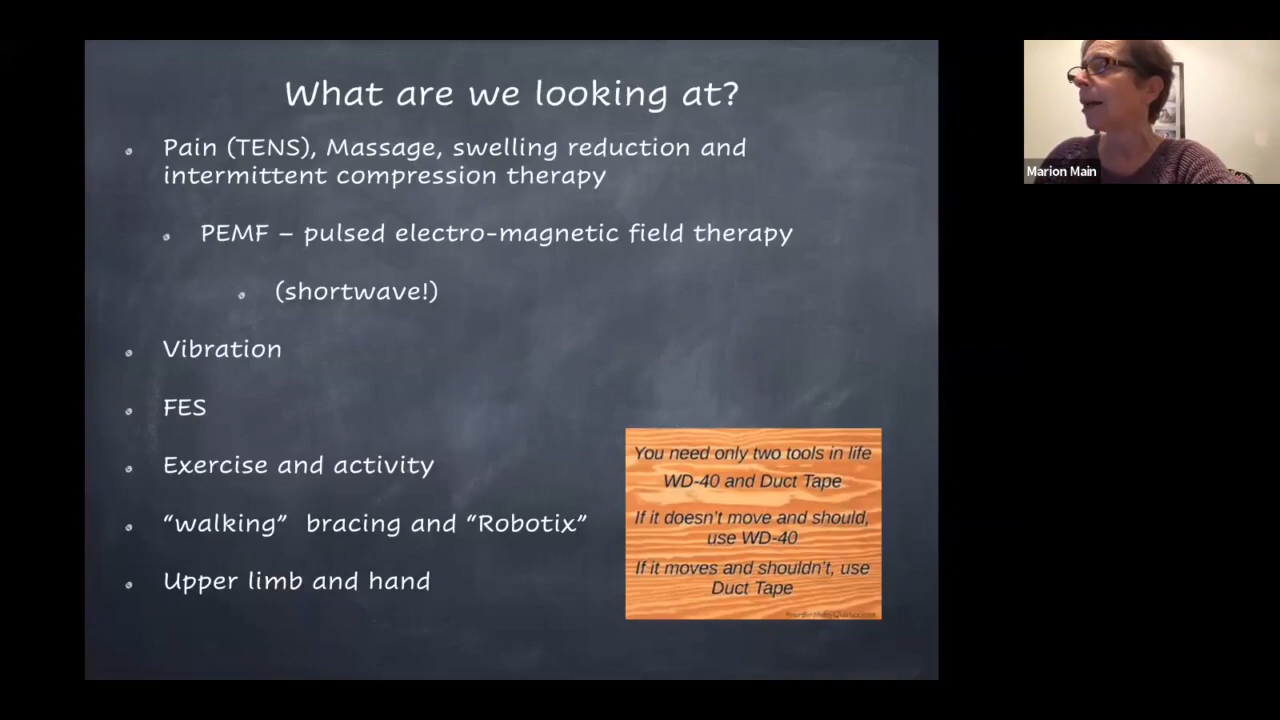 What are we looking at?
Pain (TENS), Massage, swelling reduction and
intermittent compression therapy
PEMF – pulsed electro-magnetic field therapy
(shortwave!)
Vibration
FES
Exercise and activity
“walking”  bracing and “Robotix”
Upper limb and hand
You need only two tools in life
WD-40 and Duct Tape
If it doesn't move and should,
use WD-40
If it moves and shouldn't, use
Duct Tape
Marion Main